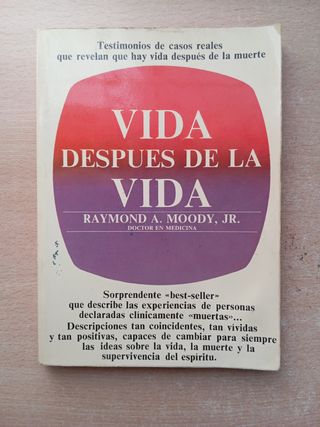 Testimonios de casos reales
que revelan que hay vida después de la muerte
VIDA
DESPUES DE LA
VIDA
RAYMOND A. MOODY, JR.
DOCTOR EN MEDICINA
Sorprendente «best-seller»
que describe las experiencias de personas
declaradas clinicamente «muertas»...
Descripciones tan coincidentes, tan vívidas
y tan positivas, capaces de cambiar para siempre
las ideas sobre la vida, la muerte y la
supervivencia del espíritu.